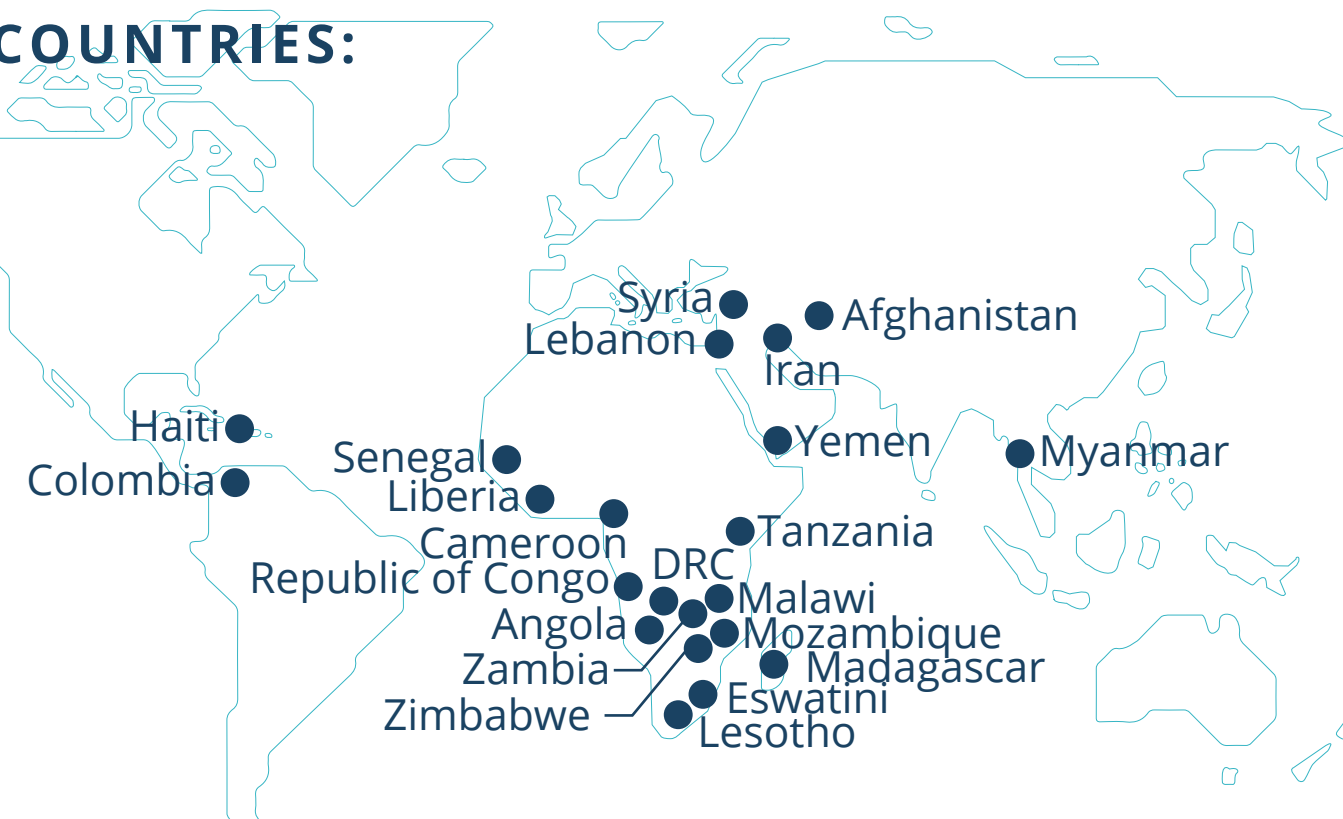 COUNTRIES:
Syria
Afghanistan
Lebanon
Iran
Haiti
Yemen
Senegal
Myanmar
Colombia
Liberia
Tanzania
Cameroon
DRC
Republic of Congo
Malawi
Angola
Mozambique
Zambia
Madagascar
Eswatini
Zimbabwe
Lesotho